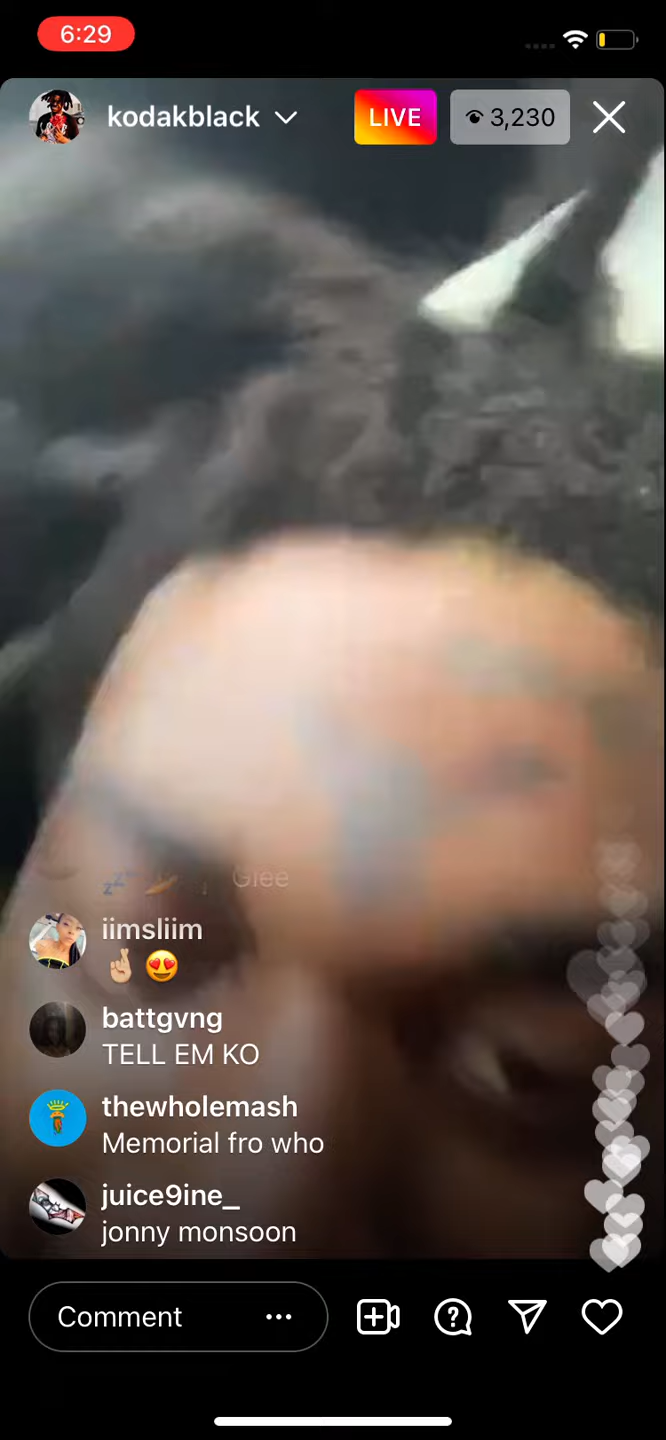 6:29
kodakblack
LIVE
3,230
Glee
iimsliim
🤞🏼😍
battgvng
TELL EM KO
thewholemash
Memorial fro who
juice9ine_
jonny monsoon
Comment